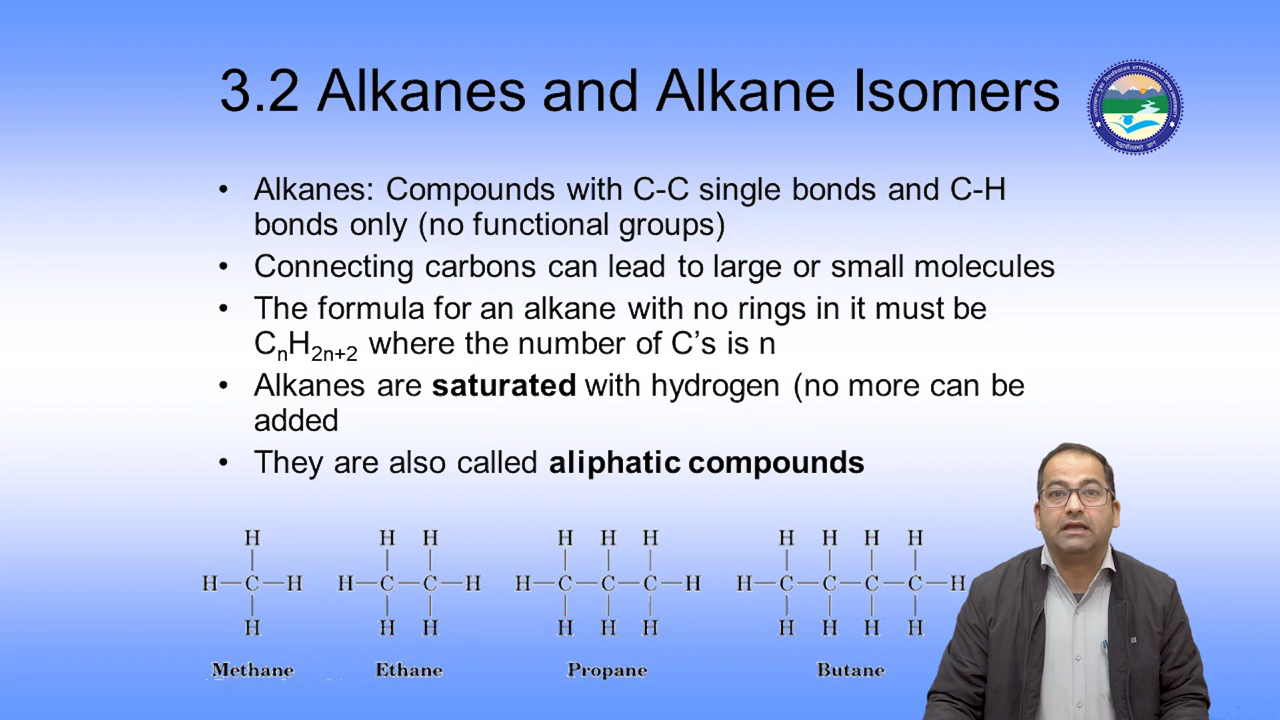 3.2 Alkanes and Alkane Isomers
• Alkanes: Compounds with C-C single bonds and C-H
bonds only (no functional groups)
• Connecting carbons can lead to large or small molecules
• The formula for an alkane with no rings in it must be
CₙH₂ₙ₊₂ where the number of C’s is n
• Alkanes are saturated with hydrogen (no more can be
added
• They are also called aliphatic compounds
H H H H H H H H H H
H—C—H H—C—C—H H—C—C—C—H H—C—C—C—C—H
H H H H H H H H H H
Methane Ethane Propane Butane